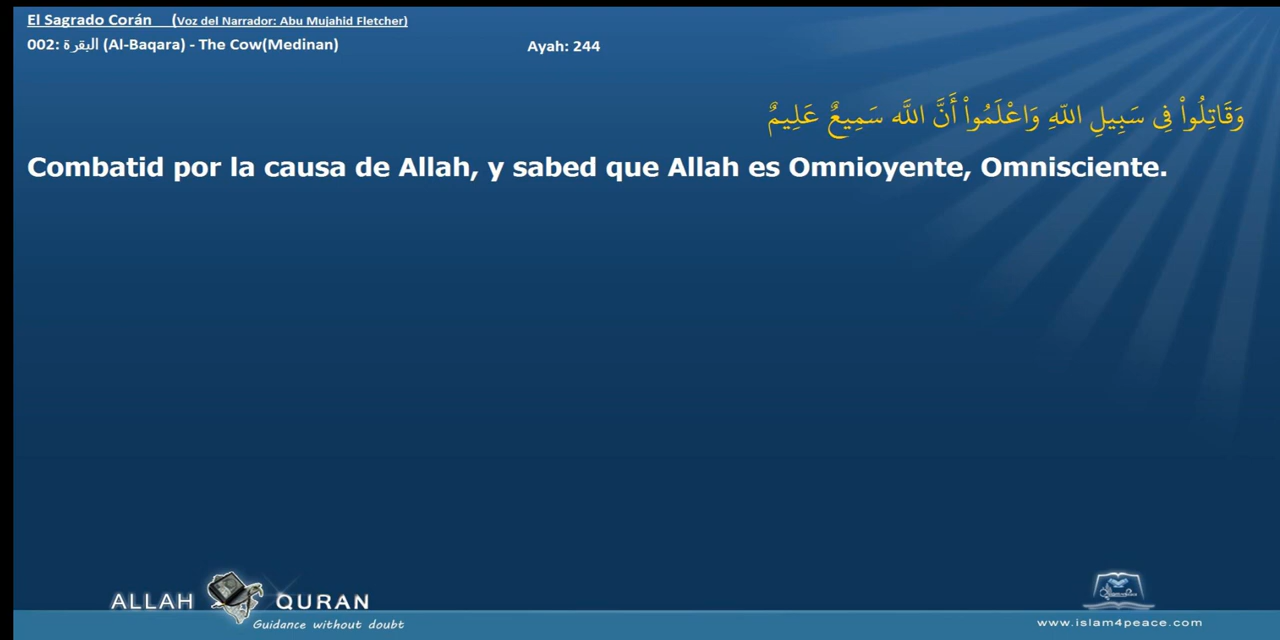 El Sagrado Corán (Voz del Narrador: Abu Mujahid Fletcher)
002: البقرة (Al-Baqara) - The Cow(Medinan)
Ayah: 244
وَقَاتِلُواْ فِى سَبِيلِ اللّهِ وَاعْلَمُواْ أَنَّ اللَّه سَمِيعٌ عَلِيمٌ
Combatid por la causa de Allah, y sabed que Allah es Omnioyente, Omnisciente.
ALLAH QURAN
Guidance without doubt
www.islam4peace.com